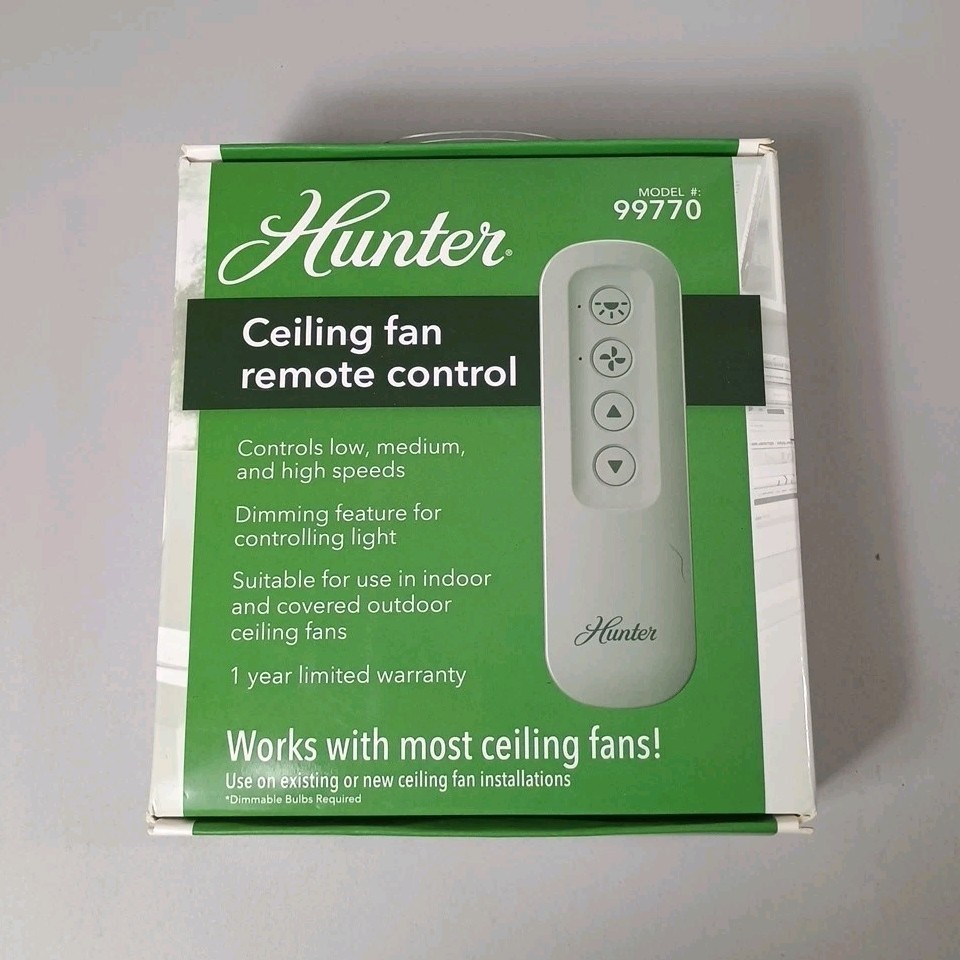 Hunter®
MODEL #:
99770
Ceiling fan
remote control
Controls low, medium,
and high speeds
Dimming feature for
controlling light
Suitable for use in indoor
and covered outdoor
ceiling fans
1 year limited warranty
Hunter
Works with most ceiling fans!
Use on existing or new ceiling fan installations
*Dimmable Bulbs Required